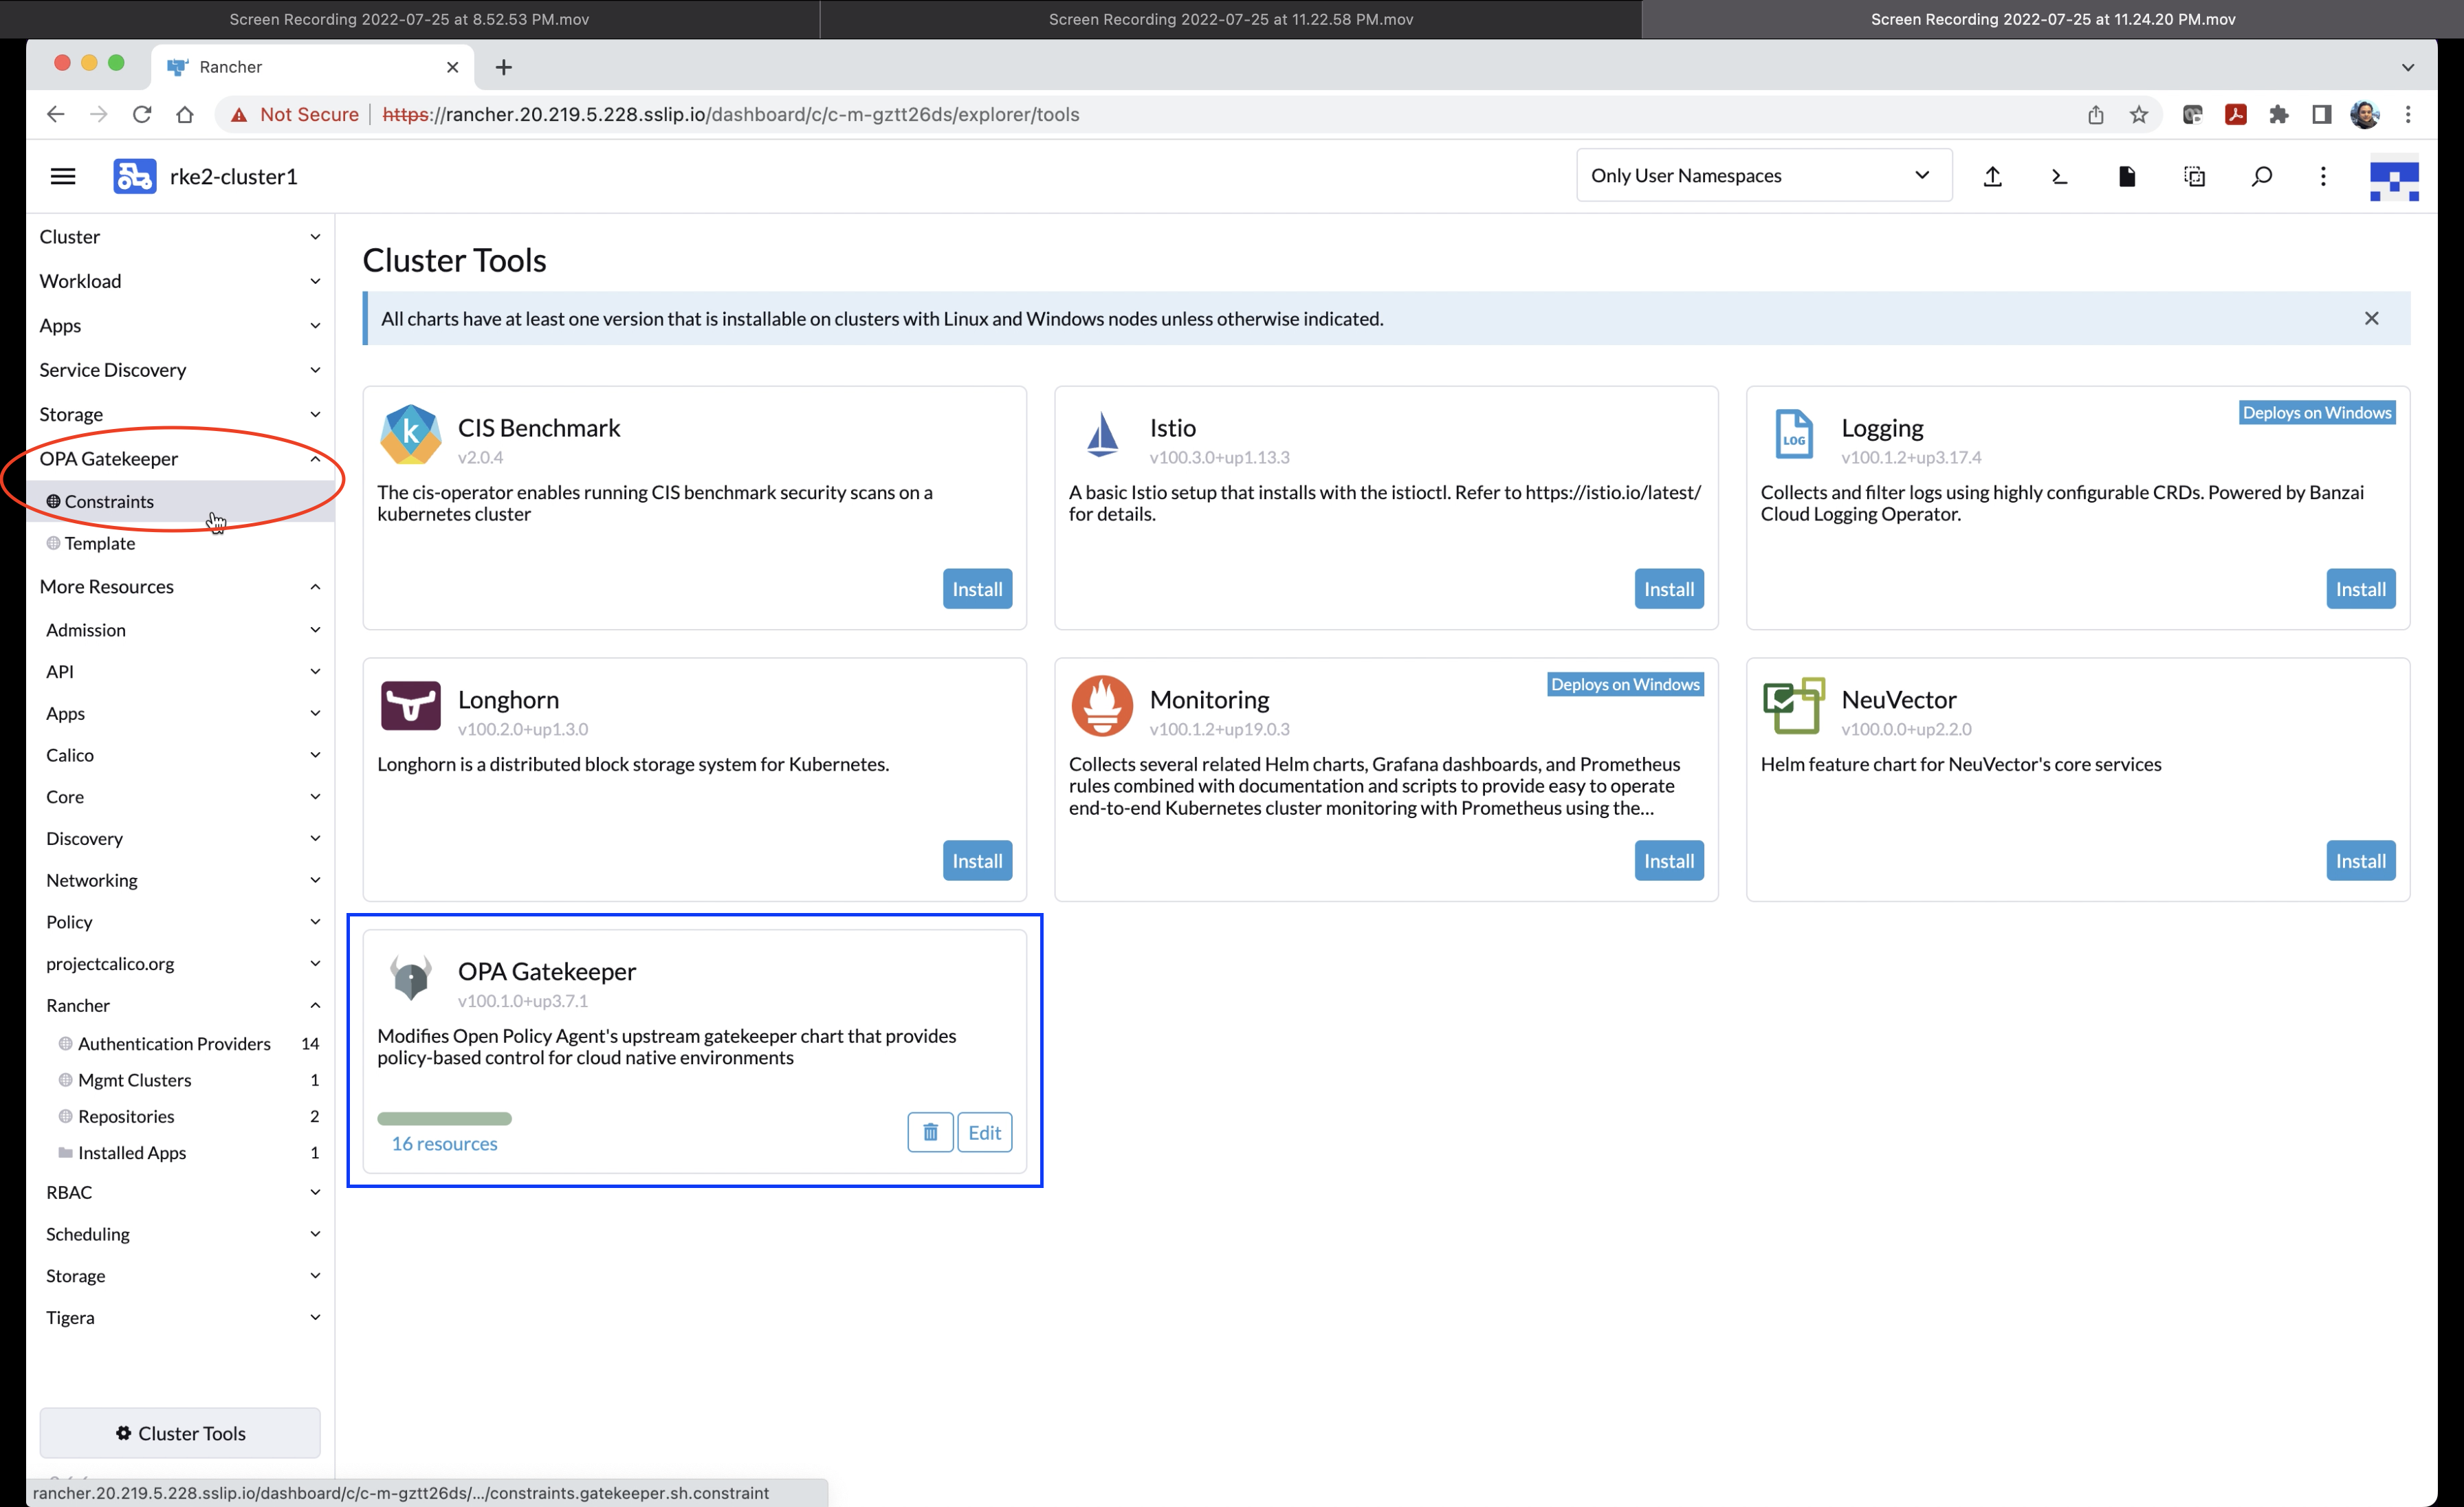 Screen Recording 2022-07-25 at 8.52.53 PM.mov
Screen Recording 2022-07-25 at 11.22.58 PM.mov
Screen Recording 2022-07-25 at 11.24.20 PM.mov
Rancher
Not Secure
https://rancher.20.219.5.228.sslip.io/dashboard/c/c-m-gztt26ds/explorer/tools
rke2-cluster1
Only User Namespaces
Cluster
Workload
Apps
Service Discovery
Storage
OPA Gatekeeper
Constraints
Template
More Resources
Admission
API
Apps
Calico
Core
Discovery
Networking
Policy
projectcalico.org
Rancher
Authentication Providers 14
Mgmt Clusters 1
Repositories 2
Installed Apps 1
RBAC
Scheduling
Storage
Tigera
Cluster Tools
rancher.20.219.5.228.sslip.io/dashboard/c/c-m-gztt26ds/.../constraints.gatekeeper.sh.constraint
Cluster Tools
All charts have at least one version that is installable on clusters with Linux and Windows nodes unless otherwise indicated.
CIS Benchmark
v2.0.4
The cis-operator enables running CIS benchmark security scans on a
kubernetes cluster
Install
Istio
v100.3.0+up1.13.3
A basic Istio setup that installs with the istioctl. Refer to https://istio.io/latest/
for details.
Install
Deploys on Windows
Logging
LOG
v100.1.2+up3.17.4
Collects and filter logs using highly configurable CRDs. Powered by Banzai
Cloud Logging Operator.
Install
Longhorn
v100.2.0+up1.3.0
Longhorn is a distributed block storage system for Kubernetes.
Install
Deploys on Windows
Monitoring
v100.1.2+up19.0.3
Collects several related Helm charts, Grafana dashboards, and Prometheus
rules combined with documentation and scripts to provide easy to operate
end-to-end Kubernetes cluster monitoring with Prometheus using the...
Install
NeuVector
v100.0.0+up2.2.0
Helm feature chart for NeuVector's core services
Install
OPA Gatekeeper
v100.1.0+up3.7.1
Modifies Open Policy Agent's upstream gatekeeper chart that provides
policy-based control for cloud native environments
16 resources
Edit